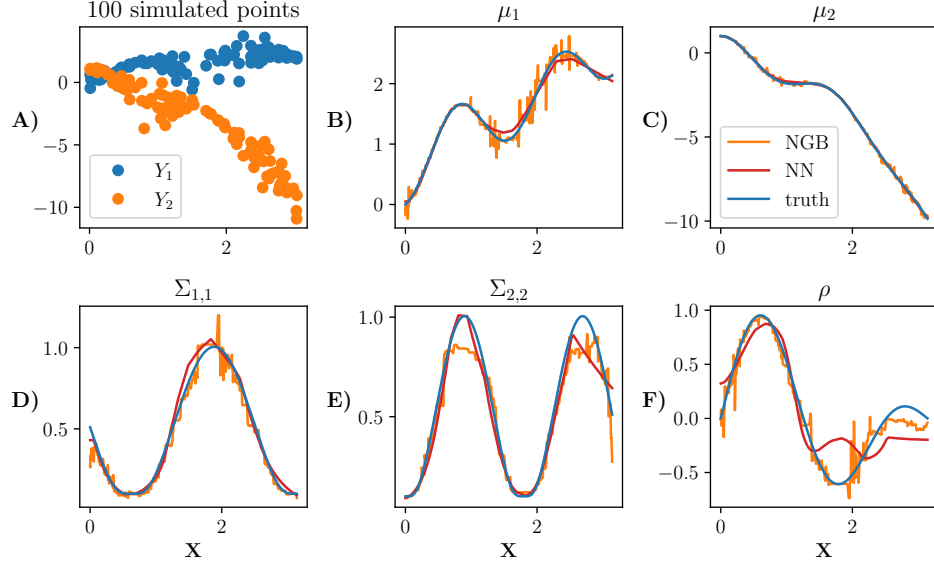 100 simulated points
μ₁
μ₂
A)
0
−5
−10
0
2
Y₁
Y₂
B)
2
1
0
0
2
C)
0
−5
−10
0
2
NGB
NN
truth
Σ₁,₁
Σ₂,₂
ρ
D)
1.0
0.5
0
2
X
E)
1.0
0.5
0
2
X
F)
1.0
0.5
0.0
−0.5
0
2
X